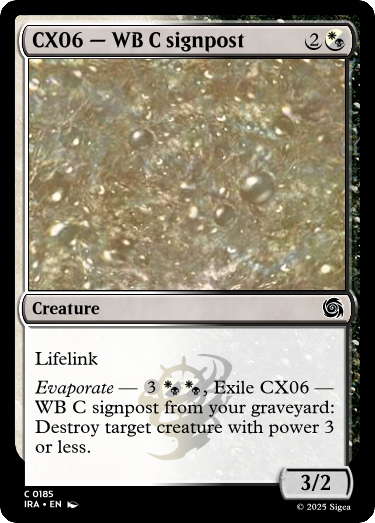 CX06 — WB C signpost 2
Creature
Lifelink
Evaporate — 3 , Exile CX06 —
WB C signpost from your graveyard:
Destroy target creature with power 3
or less.
3/2
C 0185
IRA • EN
© 2025 Sigea